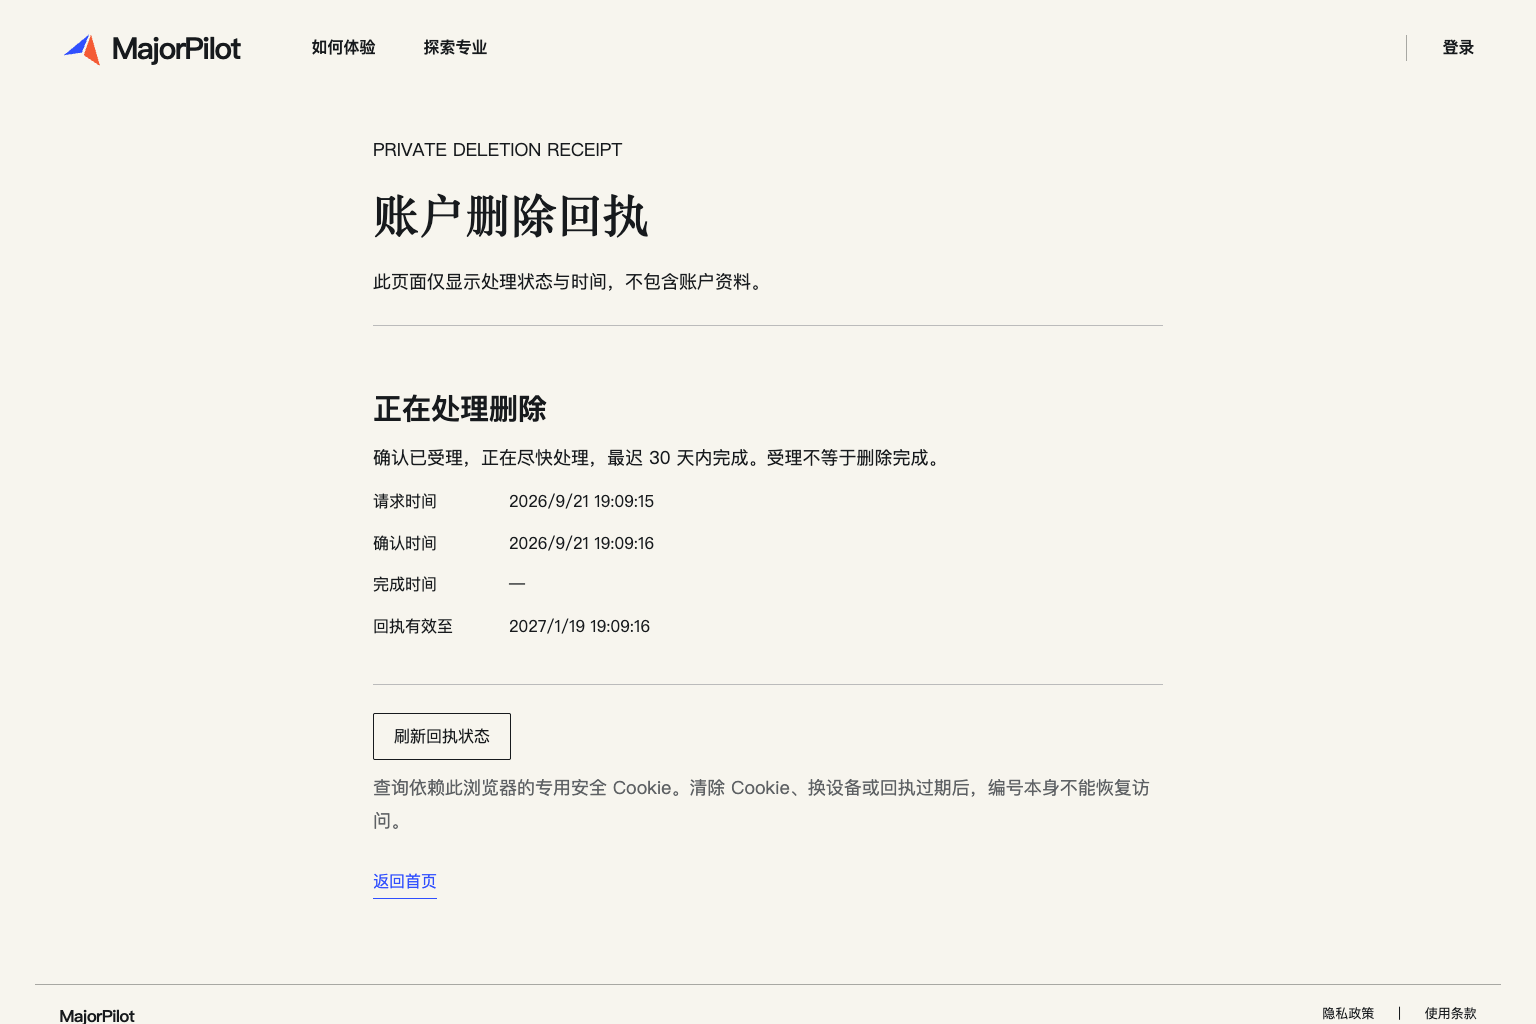 MajorPilot
如何体验
探索专业
登录
PRIVATE DELETION RECEIPT
账户删除回执
此页面仅显示处理状态与时间，不包含账户资料。
正在处理删除
确认已受理，正在尽快处理，最迟 30 天内完成。受理不等于删除完成。
请求时间 2026/9/21 19:09:15
确认时间 2026/9/21 19:09:16
完成时间 —
回执有效至 2027/1/19 19:09:16
刷新回执状态
查询依赖此浏览器的专用安全 Cookie。清除 Cookie、换设备或回执过期后，编号本身不能恢复访
问。
返回首页
MajorPilot
隐私政策 | 使用条款